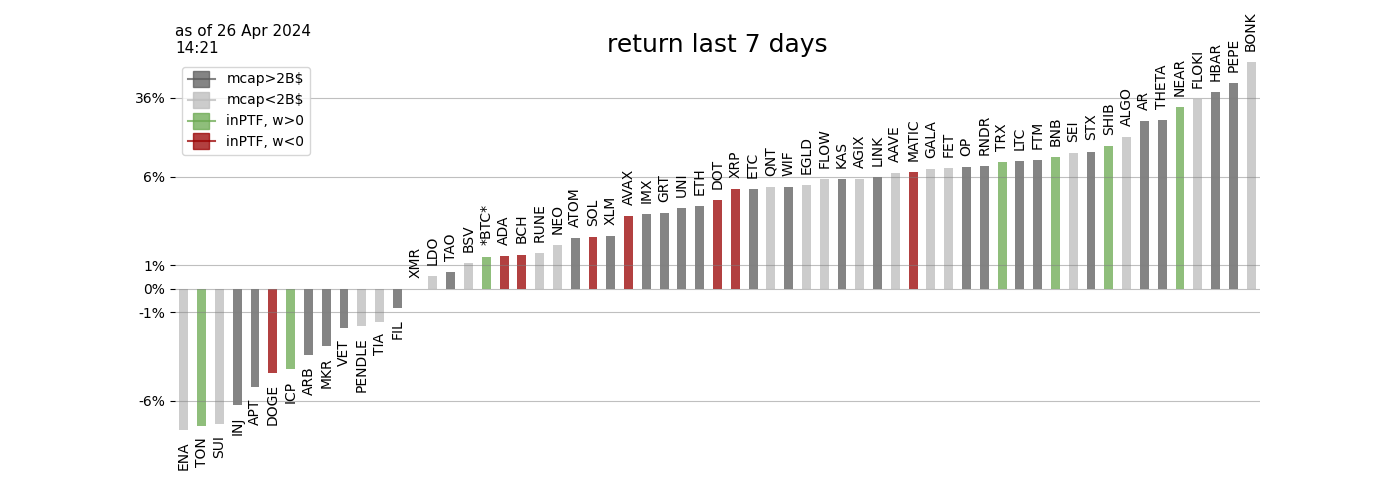 as of 26 Apr 2024
14:21
return last 7 days
mcap>2B$
mcap<2B$
inPTF, w>0
inPTF, w<0
36%
6%
1%
0%
-1%
-6%
ENA
TON
SUI
INJ
APT
DOGE
ICP
ARB
MKR
VET
PENDLE
TIA
FIL
XMR
LDO
TAO
BSV
*BTC*
ADA
BCH
RUNE
NEO
ATOM
SOL
XLM
AVAX
IMX
GRT
UNI
ETH
DOT
XRP
ETC
QNT
WIF
EGLD
FLOW
KAS
AGIX
LINK
AAVE
MATIC
GALA
FET
OP
RNDR
TRX
LTC
FTM
BNB
SEI
STX
SHIB
ALGO
AR
THETA
NEAR
FLOKI
HBAR
PEPE
BONK